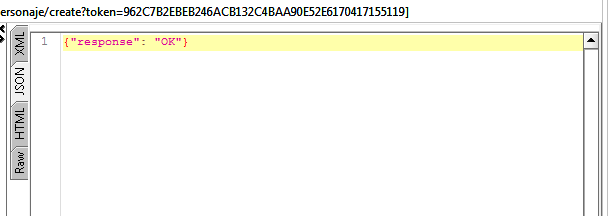 ersonaje/create?token=962C7B2EBEB246ACB132C4BAA90E52E6170417155119]
XML
JSON
HTML
Raw
1
{"response": "OK"}